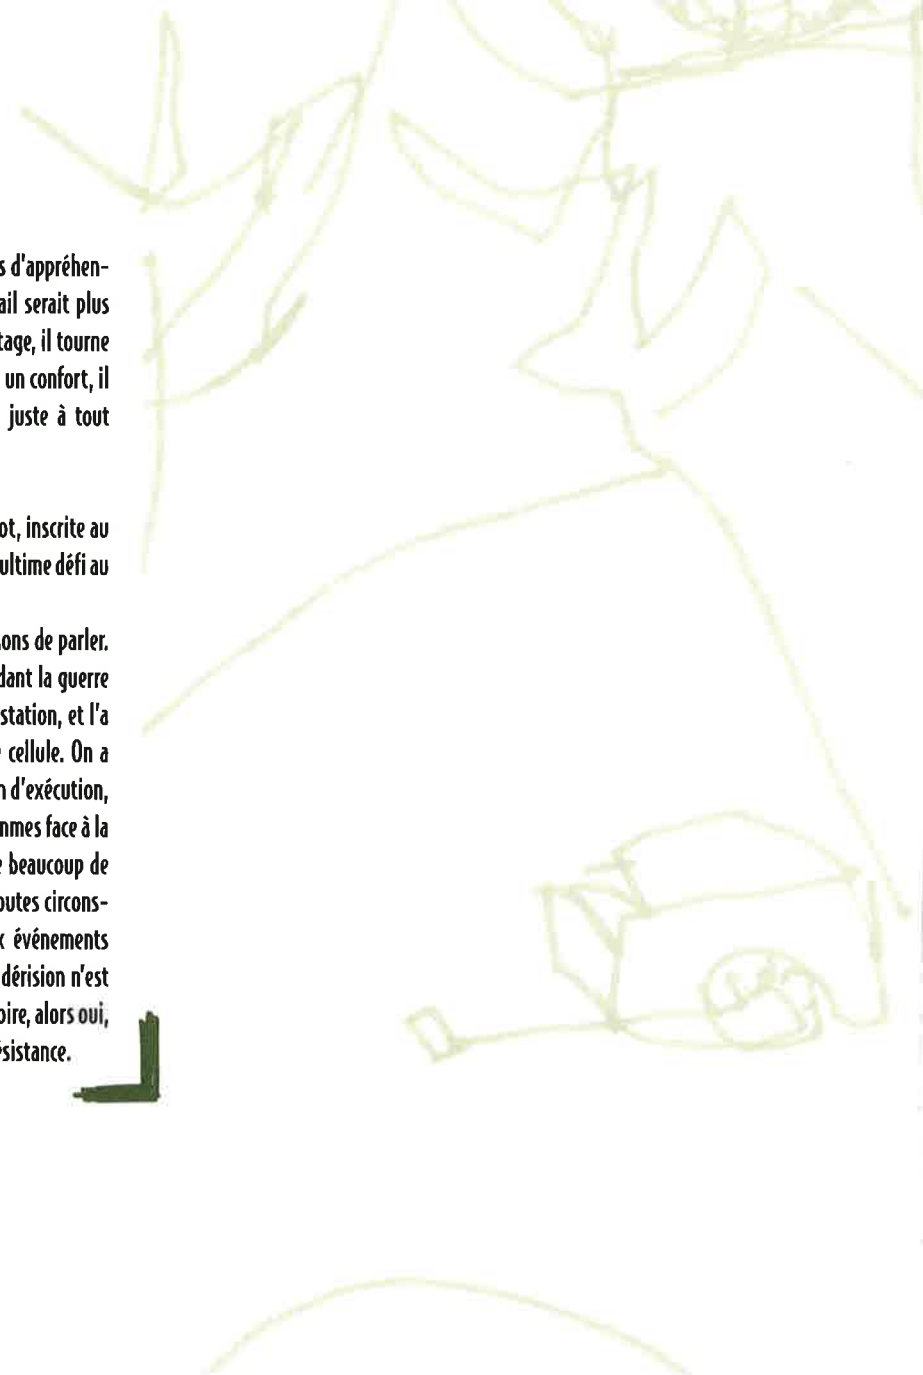 s d'appréhen-
ail serait plus
tage, il tourne
un confort, il
juste à tout
ot, inscrite au
ultime défi au
ons de parler.
dant la guerre
station, et l'a
cellule. On a
n d'exécution,
nmes face à la
beaucoup de
outes circons-
x événements
dérision n'est
oire, alors oui,
ésistance.